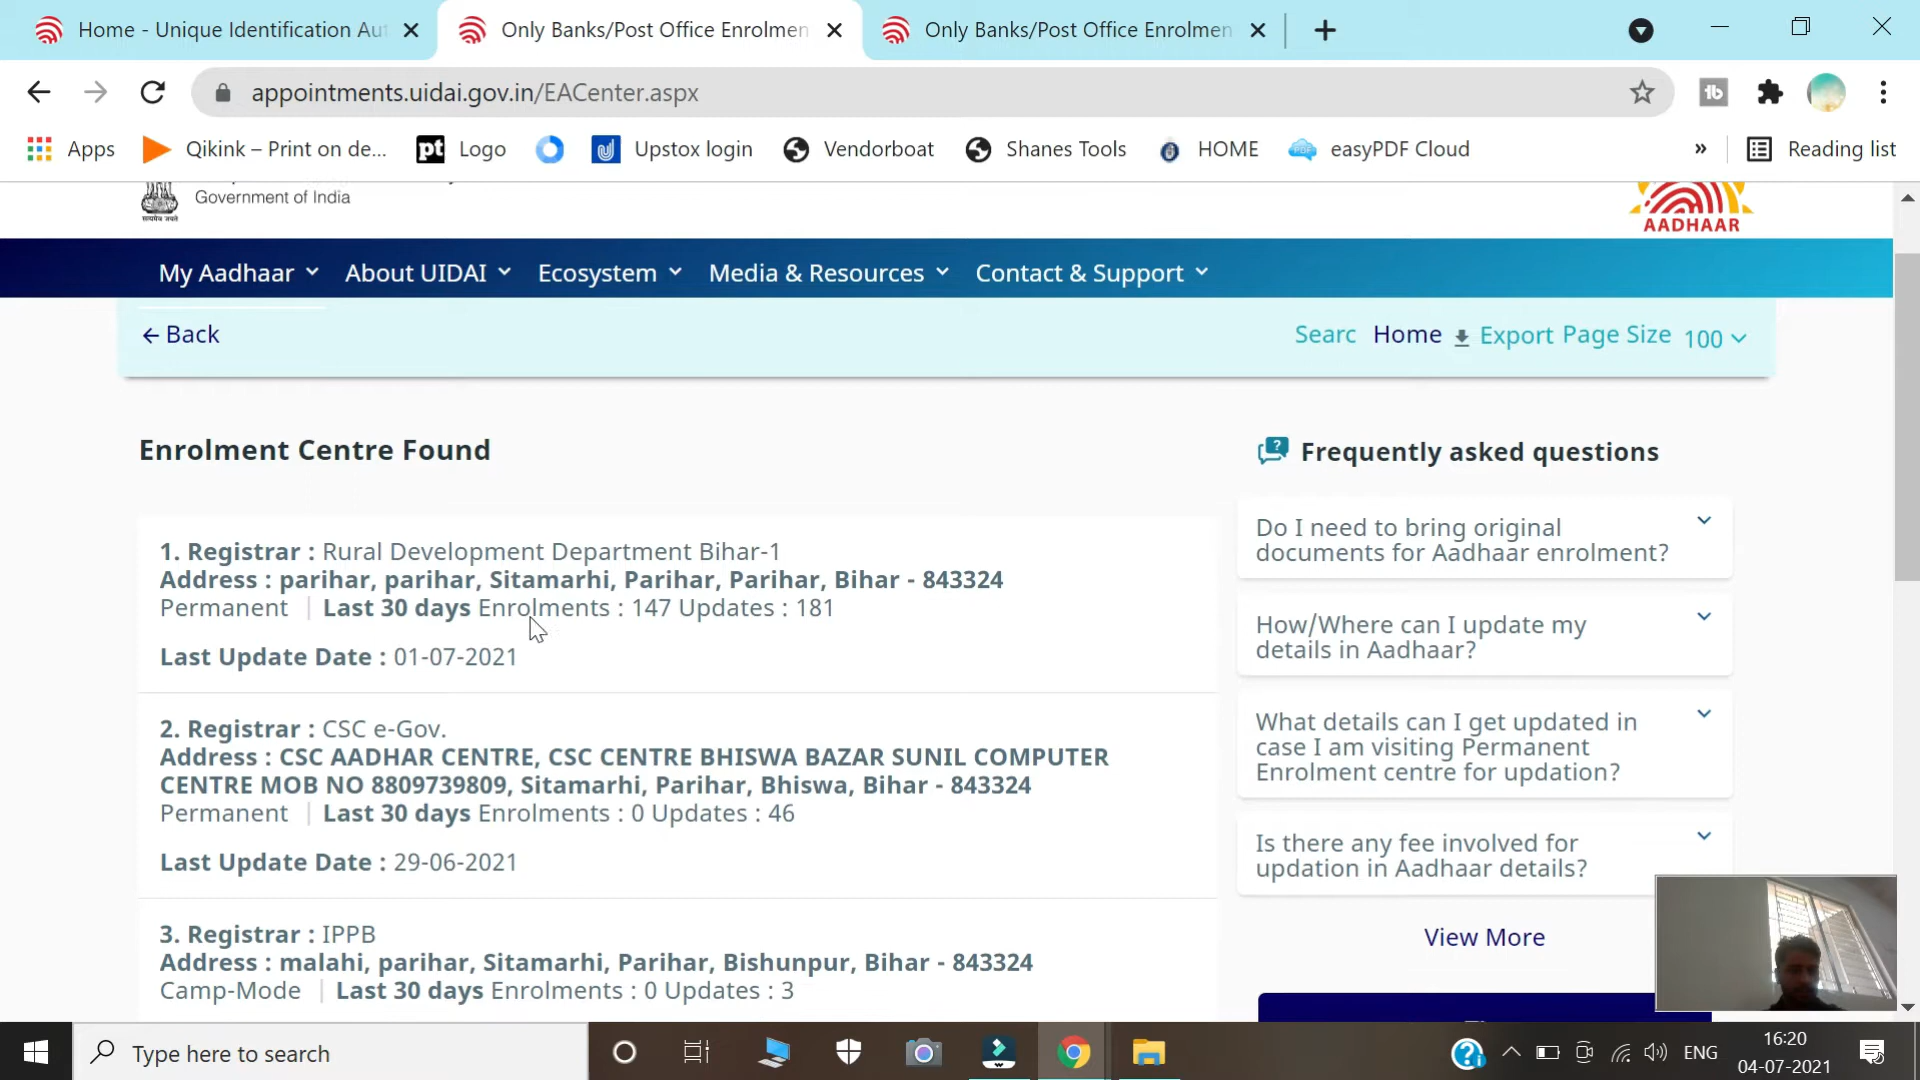 Home - Unique Identification Aut
Only Banks/Post Office Enrolmen
Only Banks/Post Office Enrolmen
appointments.uidai.gov.in/EACenter.aspx
Apps
Qikink – Print on de...
pt Logo
Upstox login
Vendorboat
Shanes Tools
HOME
easyPDF Cloud
»
Reading list
Government of India
सत्यमेव जयते
AADHAAR
My Aadhaar
About UIDAI
Ecosystem
Media & Resources
Contact & Support
Back
Searc
Home
Export Page Size
100
Enrolment Centre Found
1. Registrar : Rural Development Department Bihar-1
Address : parihar, parihar, Sitamarhi, Parihar, Parihar, Bihar - 843324
Permanent | Last 30 days Enrolments : 147 Updates : 181
Last Update Date : 01-07-2021
2. Registrar : CSC e-Gov.
Address : CSC AADHAR CENTRE, CSC CENTRE BHISWA BAZAR SUNIL COMPUTER
CENTRE MOB NO 8809739809, Sitamarhi, Parihar, Bhiswa, Bihar - 843324
Permanent | Last 30 days Enrolments : 0 Updates : 46
Last Update Date : 29-06-2021
3. Registrar : IPPB
Address : malahi, parihar, Sitamarhi, Parihar, Bishunpur, Bihar - 843324
Camp-Mode | Last 30 days Enrolments : 0 Updates : 3
Frequently asked questions
Do I need to bring original
documents for Aadhaar enrolment?
How/Where can I update my
details in Aadhaar?
What details can I get updated in
case I am visiting Permanent
Enrolment centre for updation?
Is there any fee involved for
updation in Aadhaar details?
View More
Type here to search
ENG
16:20
04-07-2021